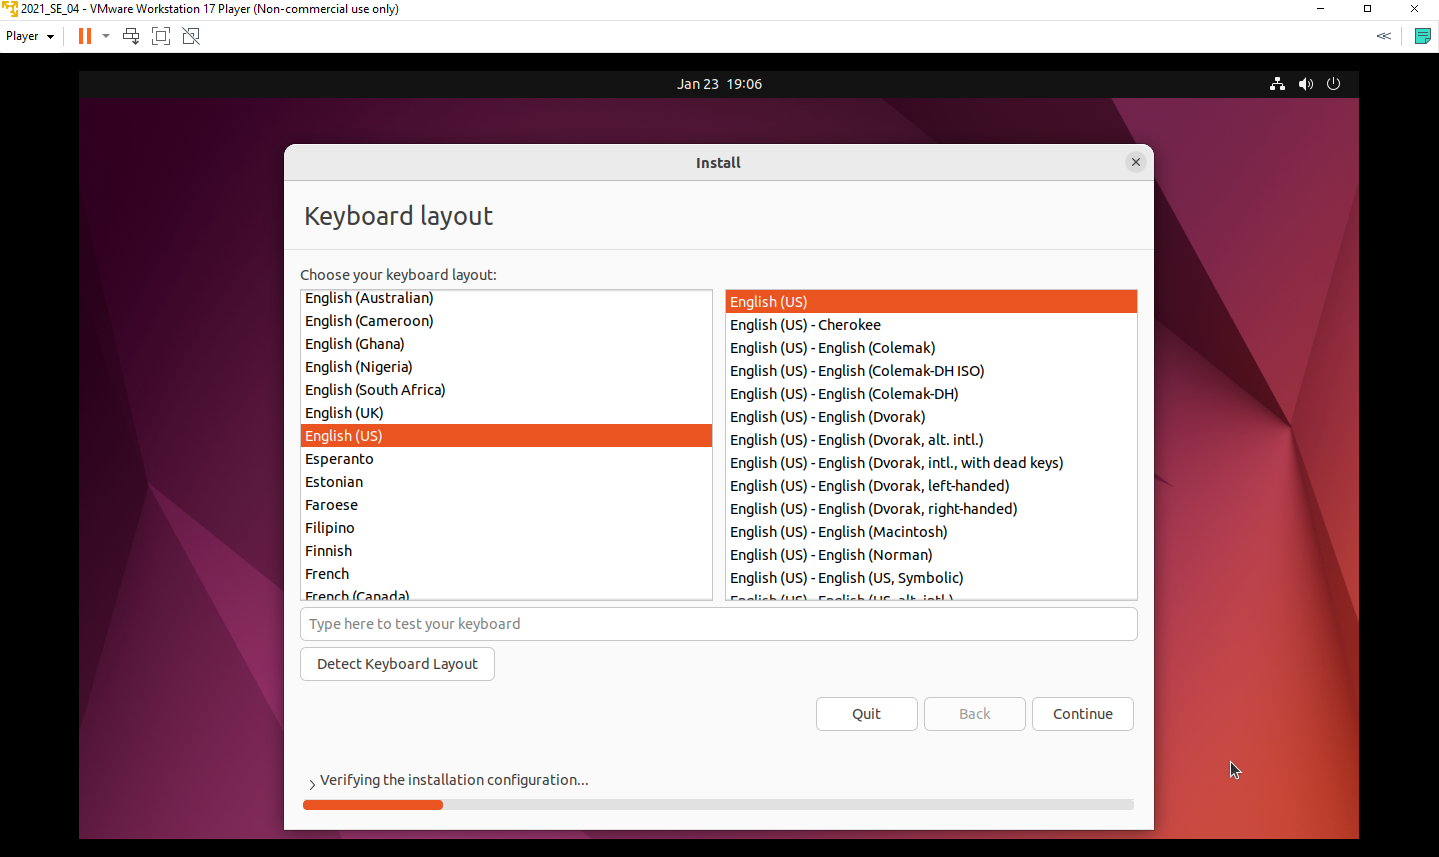 2021_SE_04 - VMware Workstation 17 Player (Non-commercial use only)
Player
Jan 23 19:06
Install
Keyboard layout
Choose your keyboard layout:
English (Australian)
English (Cameroon)
English (Ghana)
English (Nigeria)
English (South Africa)
English (UK)
English (US)
Esperanto
Estonian
Faroese
Filipino
Finnish
French
French (Canada)
English (US)
English (US) - Cherokee
English (US) - English (Colemak)
English (US) - English (Colemak-DH ISO)
English (US) - English (Colemak-DH)
English (US) - English (Dvorak)
English (US) - English (Dvorak, alt. intl.)
English (US) - English (Dvorak, intl., with dead keys)
English (US) - English (Dvorak, left-handed)
English (US) - English (Dvorak, right-handed)
English (US) - English (Macintosh)
English (US) - English (Norman)
English (US) - English (US, Symbolic)
English (US) - English (US, alt. intl.)
Type here to test your keyboard
Detect Keyboard Layout
Quit
Back
Continue
Verifying the installation configuration...